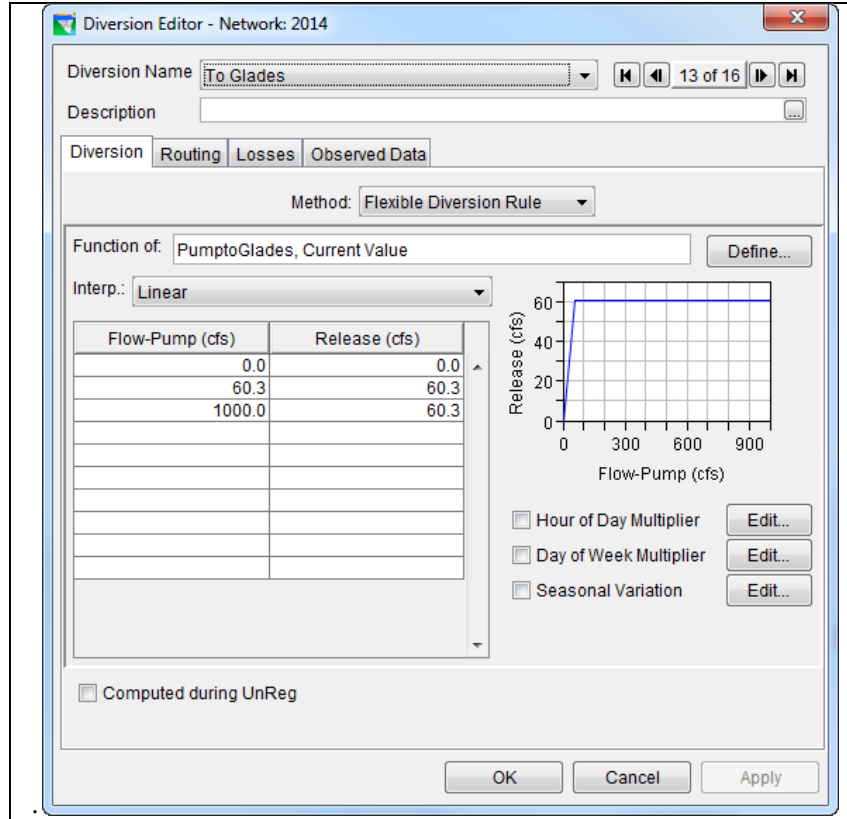 Diversion Editor - Network: 2014
x
Diversion Name To Glades 13 of 16
Description ...
Diversion Routing Losses Observed Data
Method: Flexible Diversion Rule
Function of: PumptoGlades, Current Value Define...
Interp.: Linear
Flow-Pump (cfs) Release (cfs)
0.0 0.0
60.3 60.3
1000.0 60.3
Release (cfs)
60
40
20
0
0 300 600 900
Flow-Pump (cfs)
Hour of Day Multiplier Edit...
Day of Week Multiplier Edit...
Seasonal Variation Edit...
Computed during UnReg
OK Cancel Apply
.